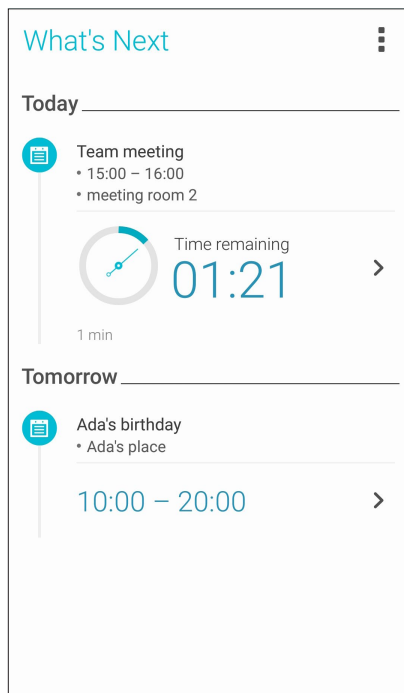 What's Next
Today
Team meeting
• 15:00 – 16:00
• meeting room 2
Time remaining
01:21
1 min
Tomorrow
Ada's birthday
• Ada's place
10:00 – 20:00